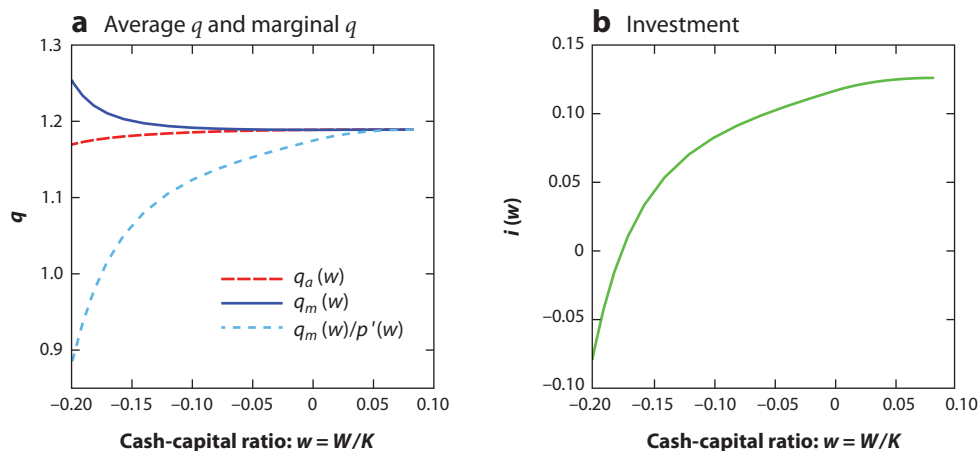 a Average q and marginal q
1.3
1.2
1.1
1.0
0.9
q
q_a(w)
q_m(w)
q_m(w)/p'(w)
−0.20 −0.15 −0.10 −0.05 0 0.05 0.10
Cash-capital ratio: w = W/K
b Investment
0.15
0.10
0.05
0
−0.05
−0.10
i(w)
−0.20 −0.15 −0.10 −0.05 0 0.05 0.10
Cash-capital ratio: w = W/K